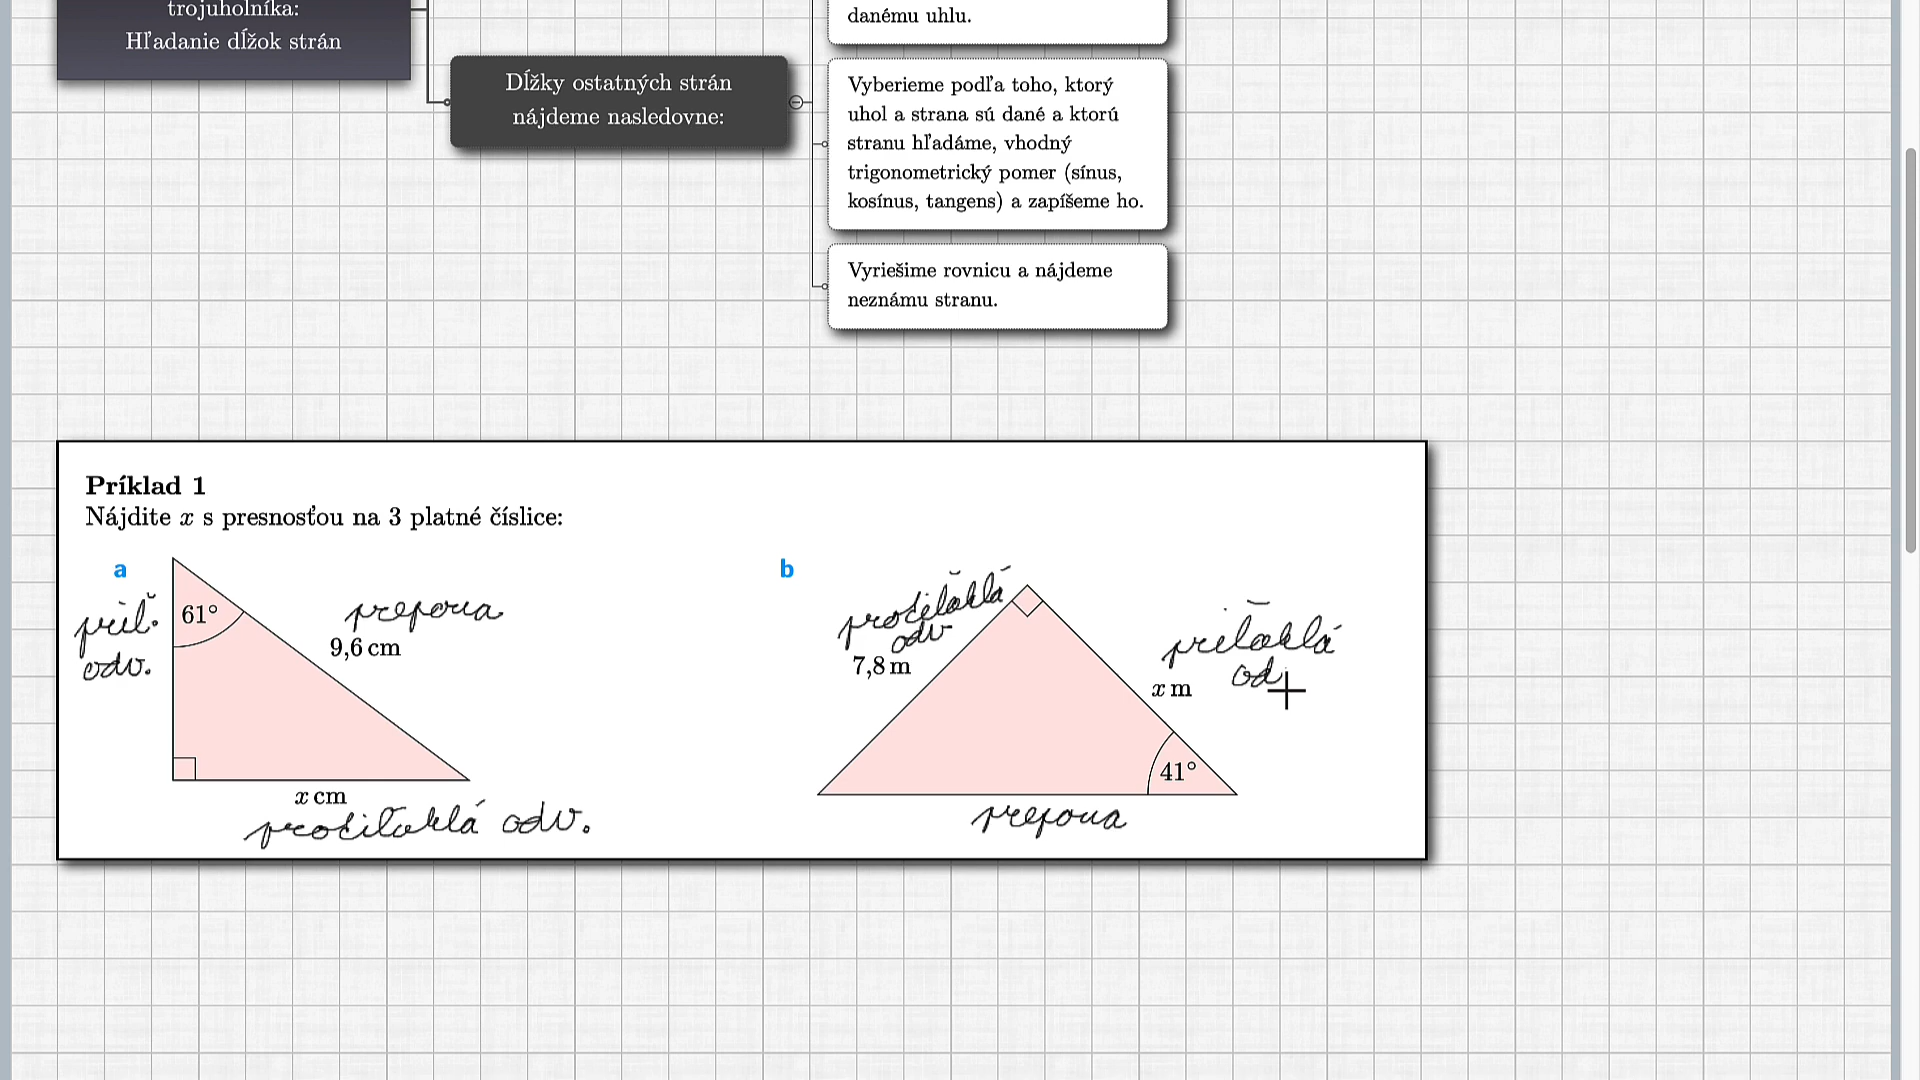 trojuholníka:
Hľadanie dĺžok strán
Dĺžky ostatných strán
nájdeme nasledovne:
danému uhlu.
Vyberieme podľa toho, ktorý
uhol a strana sú dané a ktorú
stranu hľadáme, vhodný
trigonometrický pomer (sínus,
kosínus, tangens) a zapíšeme ho.
Vyriešime rovnicu a nájdeme
neznámu stranu.
Príklad 1
Nájdite x s presnosťou na 3 platné číslice:
a
priľ.
odv.
61°
prepona
9,6 cm
x cm
protiľahlá odv.
b
protiľahlá
odv
7,8 m
priľahlá
od
x m
41°
prepona